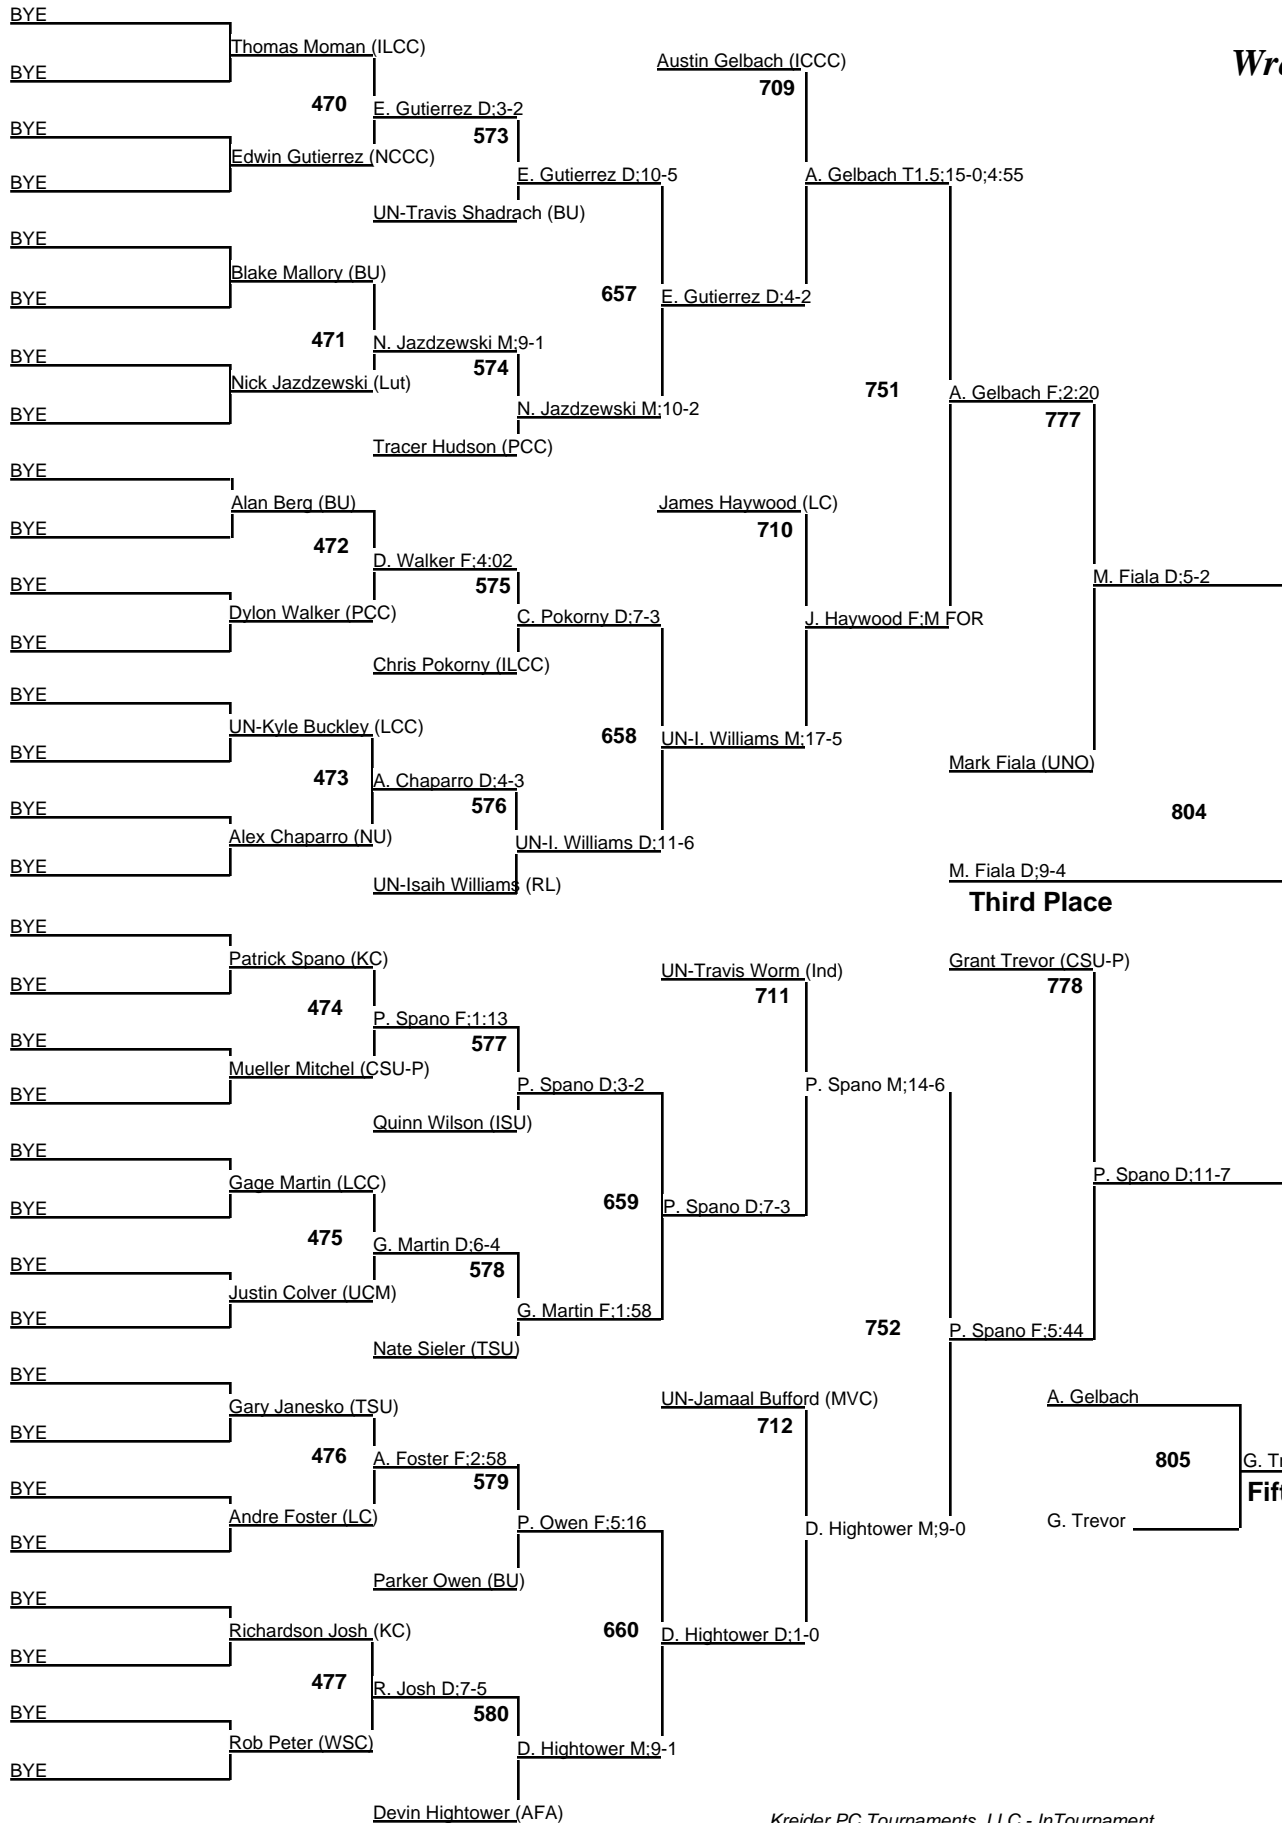 BYE
Thomas Moman (ILCC)
Austin Gelbach (ICCC)
BYE
709
470
E. Gutierrez D;3-2
BYE
573
Edwin Gutierrez (NCCC)
E. Gutierrez D;10-5
A. Gelbach T1.5;15-0;4:55
BYE
UN-Travis Shadrach (BU)
BYE
Blake Mallory (BU)
657
E. Gutierrez D;4-2
BYE
471
N. Jazdzewski M;9-1
BYE
574
Nick Jazdzewski (Lut)
751
A. Gelbach F;2:20
BYE
N. Jazdzewski M;10-2
777
Tracer Hudson (PCC)
BYE
Alan Berg (BU)
James Haywood (LC)
BYE
710
472
D. Walker F;4:02
BYE
575
M. Fiala D;5-2
Dylon Walker (PCC)
C. Pokorny D;7-3
J. Haywood F;M FOR
BYE
Chris Pokorny (ILCC)
BYE
UN-Kyle Buckley (LCC)
658
UN-I. Williams M;17-5
BYE
Mark Fiala (UNO)
473
A. Chaparro D;4-3
BYE
576
804
Alex Chaparro (NU)
UN-I. Williams D;11-6
BYE
UN-Isaih Williams (RL)
M. Fiala D;9-4
Third Place
BYE
Patrick Spano (KC)
UN-Travis Worm (Ind)
Grant Trevor (CSU-P)
BYE
711
778
474
P. Spano F;1:13
BYE
577
Mueller Mitchel (CSU-P)
P. Spano D;3-2
P. Spano M;14-6
BYE
Quinn Wilson (ISU)
BYE
Gage Martin (LCC)
P. Spano D;11-7
BYE
659
P. Spano D;7-3
475
G. Martin D;6-4
BYE
578
Justin Colver (UCM)
BYE
G. Martin F;1:58
752
P. Spano F;5:44
Nate Sieler (TSU)
BYE
Gary Janesko (TSU)
UN-Jamaal Bufford (MVC)
A. Gelbach
BYE
712
476
A. Foster F;2:58
805
BYE
579
Andre Foster (LC)
P. Owen F;5:16
D. Hightower M;9-0
G. Trevor
BYE
Parker Owen (BU)
BYE
Richardson Josh (KC)
660
D. Hightower D;1-0
BYE
477
R. Josh D;7-5
BYE
580
Rob Peter (WSC)
D. Hightower M;9-1
BYE
Devin Hightower (AFA)
Kreider PC Tournaments, LLC - InTournament